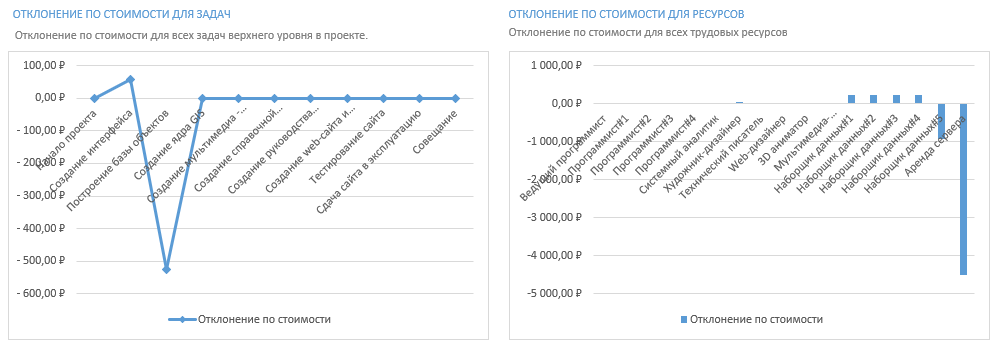 ОТКЛОНЕНИЕ ПО СТОИМОСТИ ДЛЯ ЗАДАЧ
Отклонение по стоимости для всех задач верхнего уровня в проекте.
100,00 ₽
0,00 ₽
- 100,00 ₽
- 200,00 ₽
- 300,00 ₽
- 400,00 ₽
- 500,00 ₽
- 600,00 ₽
Начало проекта
Создание интерфейса
Построение базы объектов
Создание ядра GIS
Создание мультимедиа -...
Создание справочной...
Создание руководства...
Создание web-сайта и...
Тестирование сайта
Сдача сайта в эксплуатацию
Совещание
Отклонение по стоимости
ОТКЛОНЕНИЕ ПО СТОИМОСТИ ДЛЯ РЕСУРСОВ
Отклонение по стоимости для всех трудовых ресурсов
1 000,00 ₽
0,00 ₽
-1 000,00 ₽
-2 000,00 ₽
-3 000,00 ₽
-4 000,00 ₽
-5 000,00 ₽
Ведущий программист
Программист#1
Программист#2
Программист#3
Программист#4
Системный аналитик
Художник-дизайнер
Технический писатель
Web-дизайнер
3D аниматор
Мультимедиа-...
Наборщик данных#1
Наборщик данных#2
Наборщик данных#3
Наборщик данных#4
Наборщик данных#5
Аренда сервера
Отклонение по стоимости